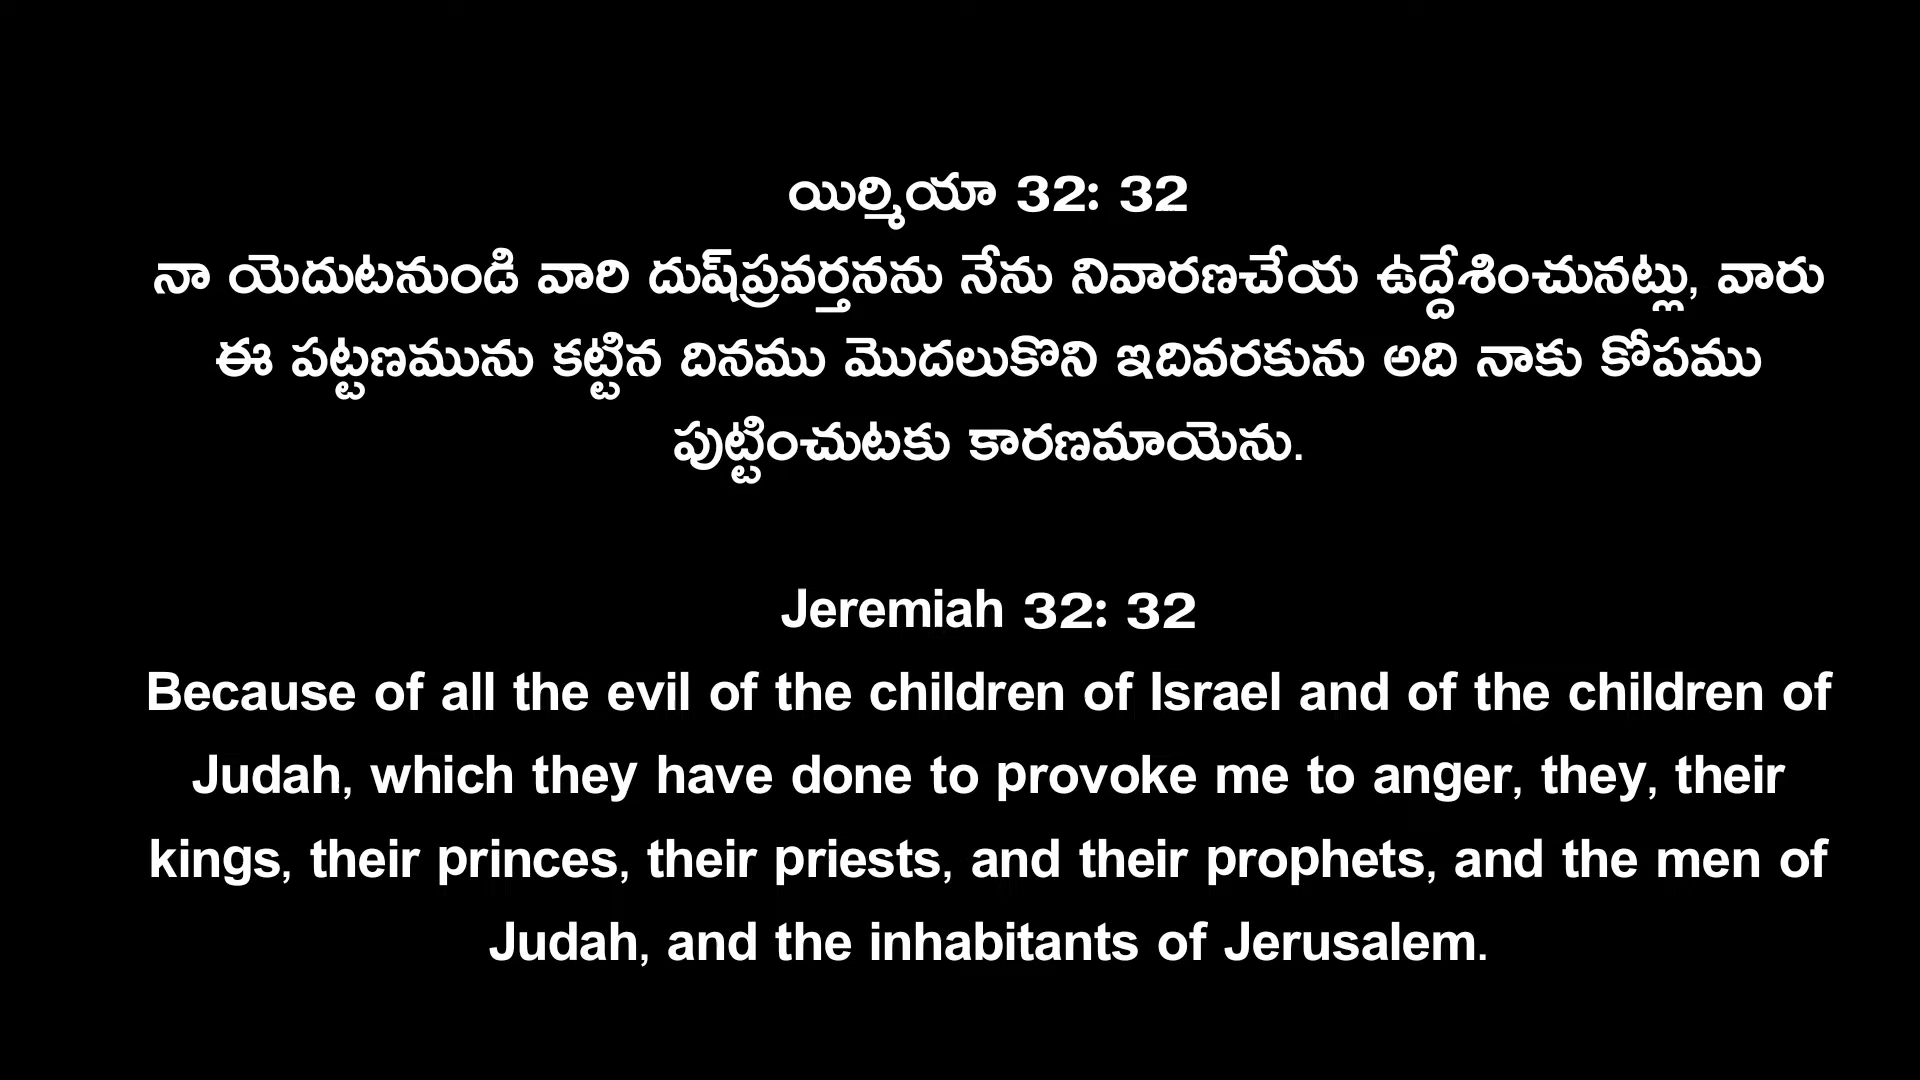 యిర్మియా 32: 32
నా యెదుటనుండి వారి దుష్‌ప్రవర్తనను నేను నివారణచేయ ఉద్దేశించునట్లు, వారు
ఈ పట్టణమును కట్టిన దినము మొదలుకొని ఇదివరకును అది నాకు కోపము
పుట్టించుటకు కారణమాయెను.
Jeremiah 32: 32
Because of all the evil of the children of Israel and of the children of
Judah, which they have done to provoke me to anger, they, their
kings, their princes, their priests, and their prophets, and the men of
Judah, and the inhabitants of Jerusalem.